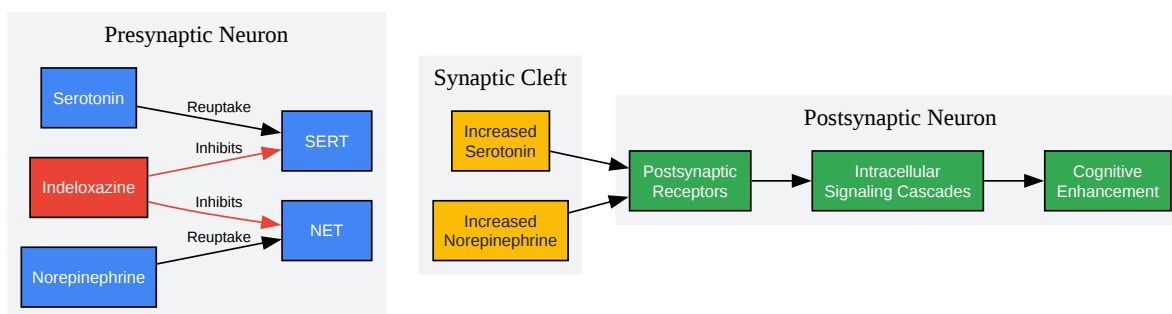 Presynaptic Neuron
Serotonin
Reuptake
SERT
Inhibits
Indeloxazine
Inhibits
NET
Reuptake
Norepinephrine
Synaptic Cleft
Increased
Serotonin
Increased
Norepinephrine
Postsynaptic Neuron
Postsynaptic
Receptors
Intracellular
Signaling Cascades
Cognitive
Enhancement